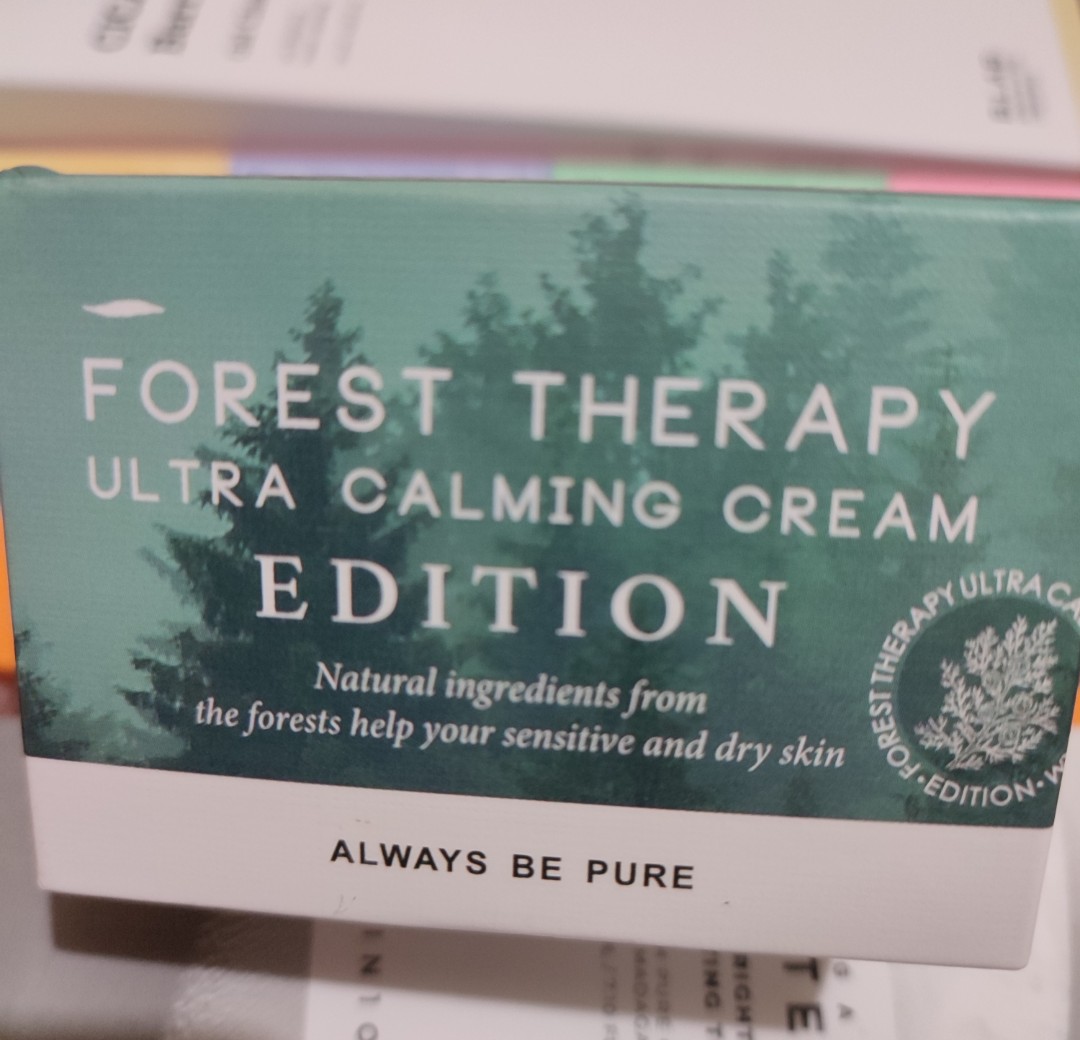 FOREST THERAPY
ULTRA CALMING CREAM
EDITION
Natural ingredients from
the forests help your sensitive and dry skin
FOREST THERAPY ULTRA
EDITION
ALWAYS BE PURE